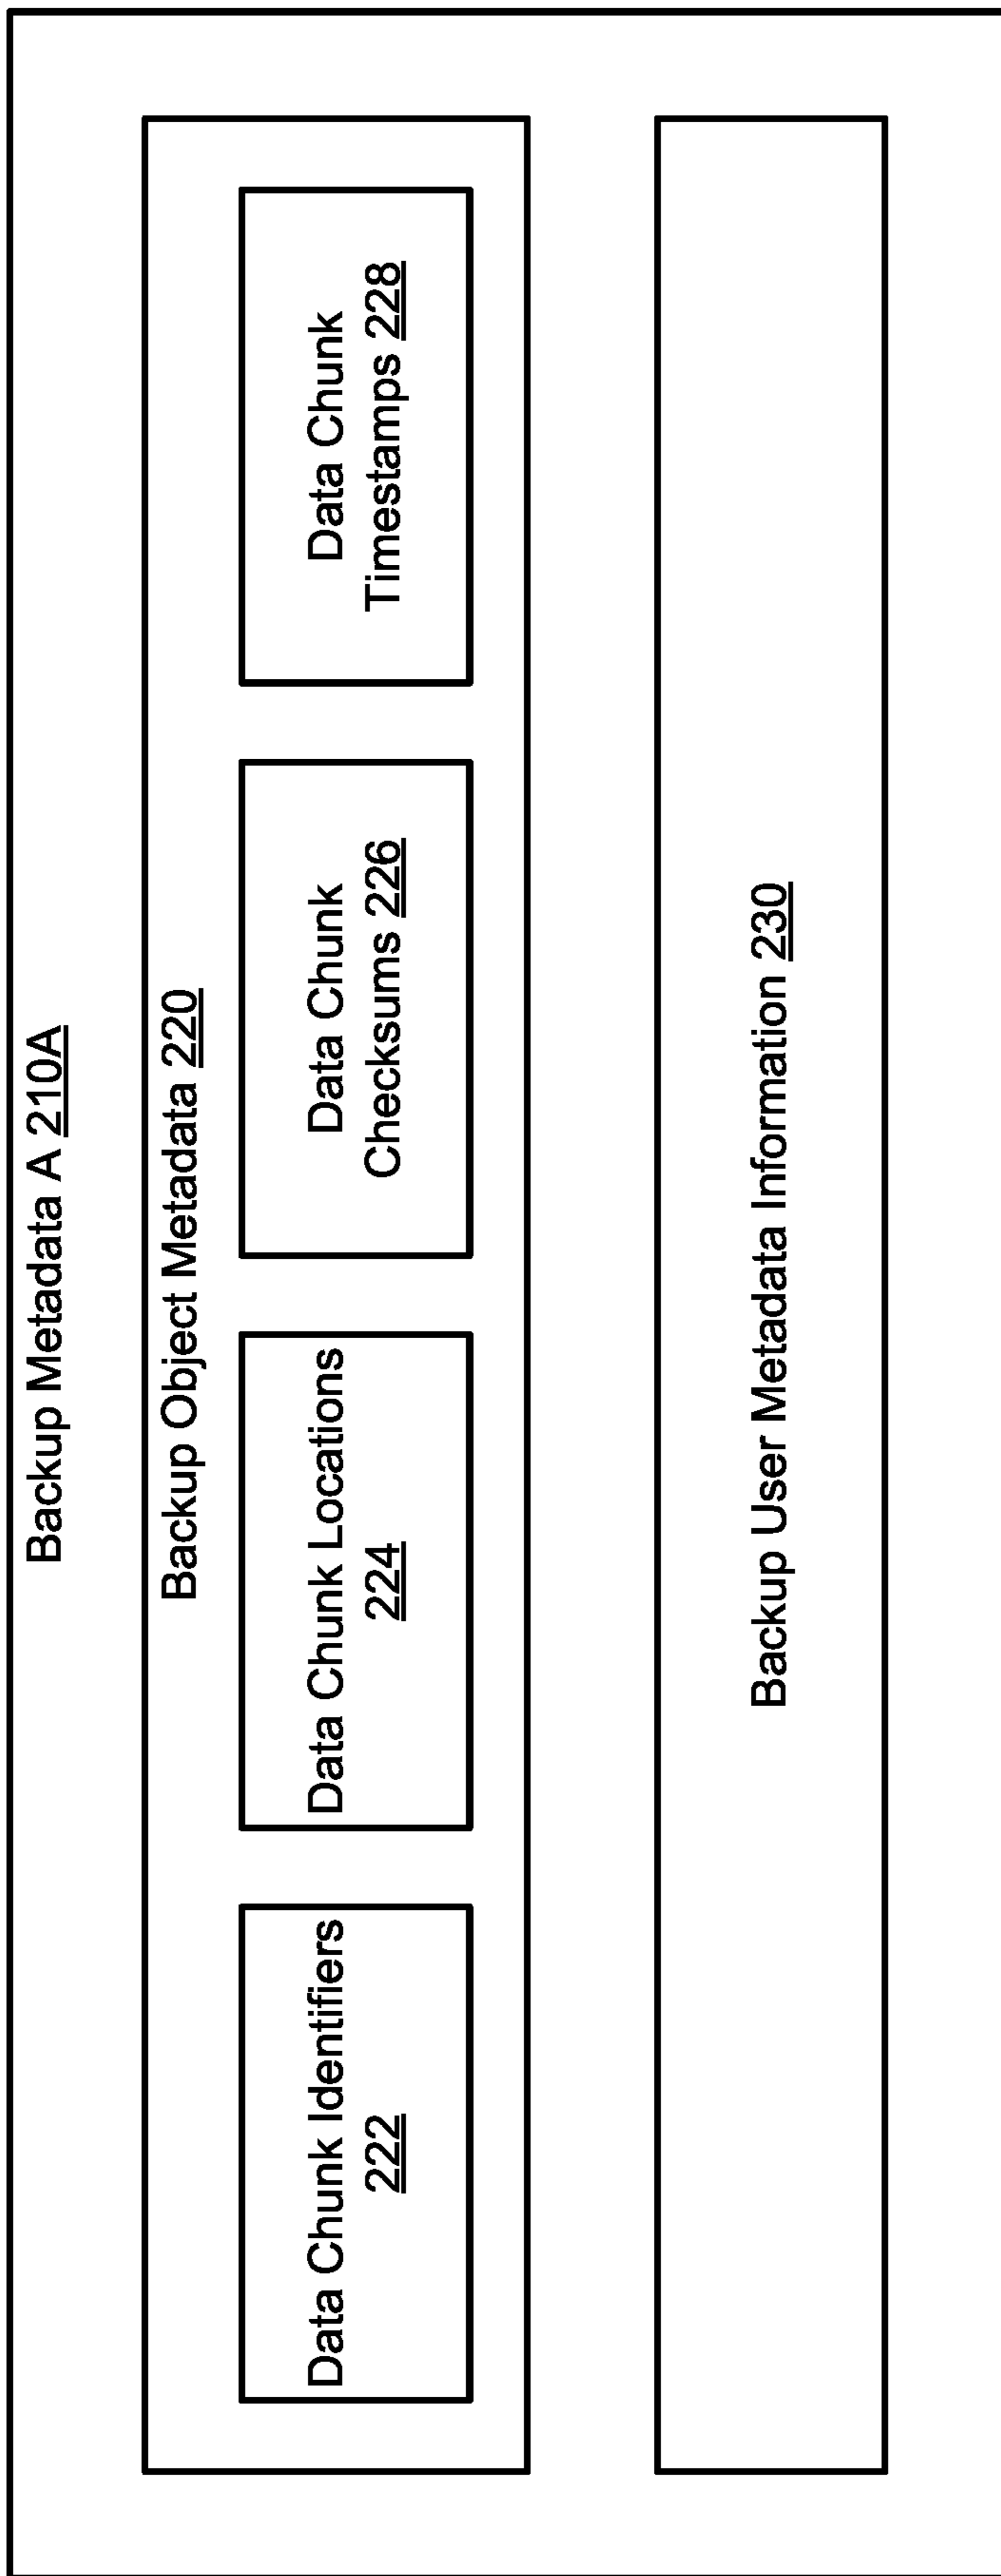 Backup Metadata A 210A
Backup Object Metadata 220
Data Chunk Identifiers
222
Data Chunk Locations
224
Data Chunk
Checksums 226
Data Chunk
Timestamps 228
Backup User Metadata Information 230